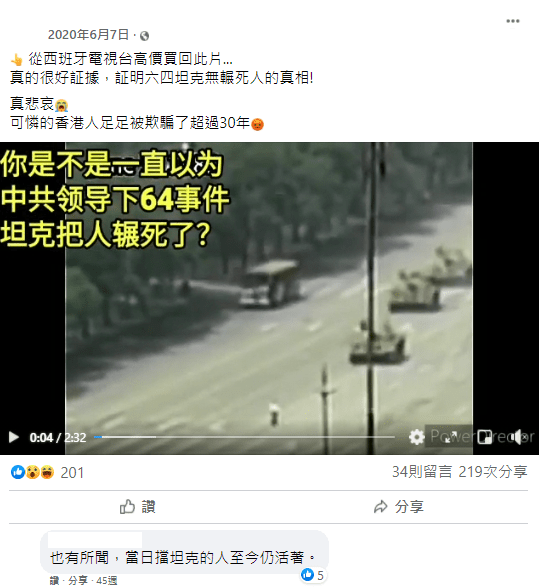 2020年6月7日 ·
👆 從西班牙電視台高價買回此片...
真的很好証據，証明六四坦克無輾死人的真相!
真悲哀😭
可憐的香港人足足被欺騙了超過30年😡
你是不是一直以为
中共领导下64事件
坦克把人辗死了?
0:04 / 2:32
PowerDirector
201
34則留言 219次分享
讚
分享
也有所聞，當日擋坦克的人至今仍活著。
讚 · 分享 · 45週
5